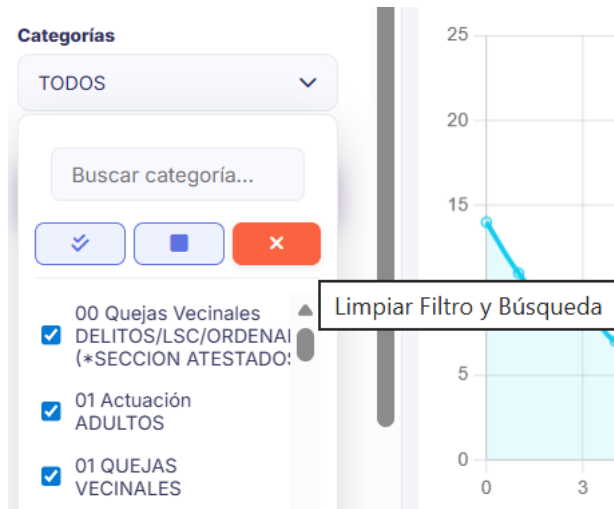 Categorías
TODOS
Buscar categoría...
00 Quejas Vecinales
DELITOS/LSC/ORDENAI
(*SECCION ATESTADOS
01 Actuación
ADULTOS
01 QUEJAS
VECINALES
Limpiar Filtro y Búsqueda
25
20
15
5
0
0
3